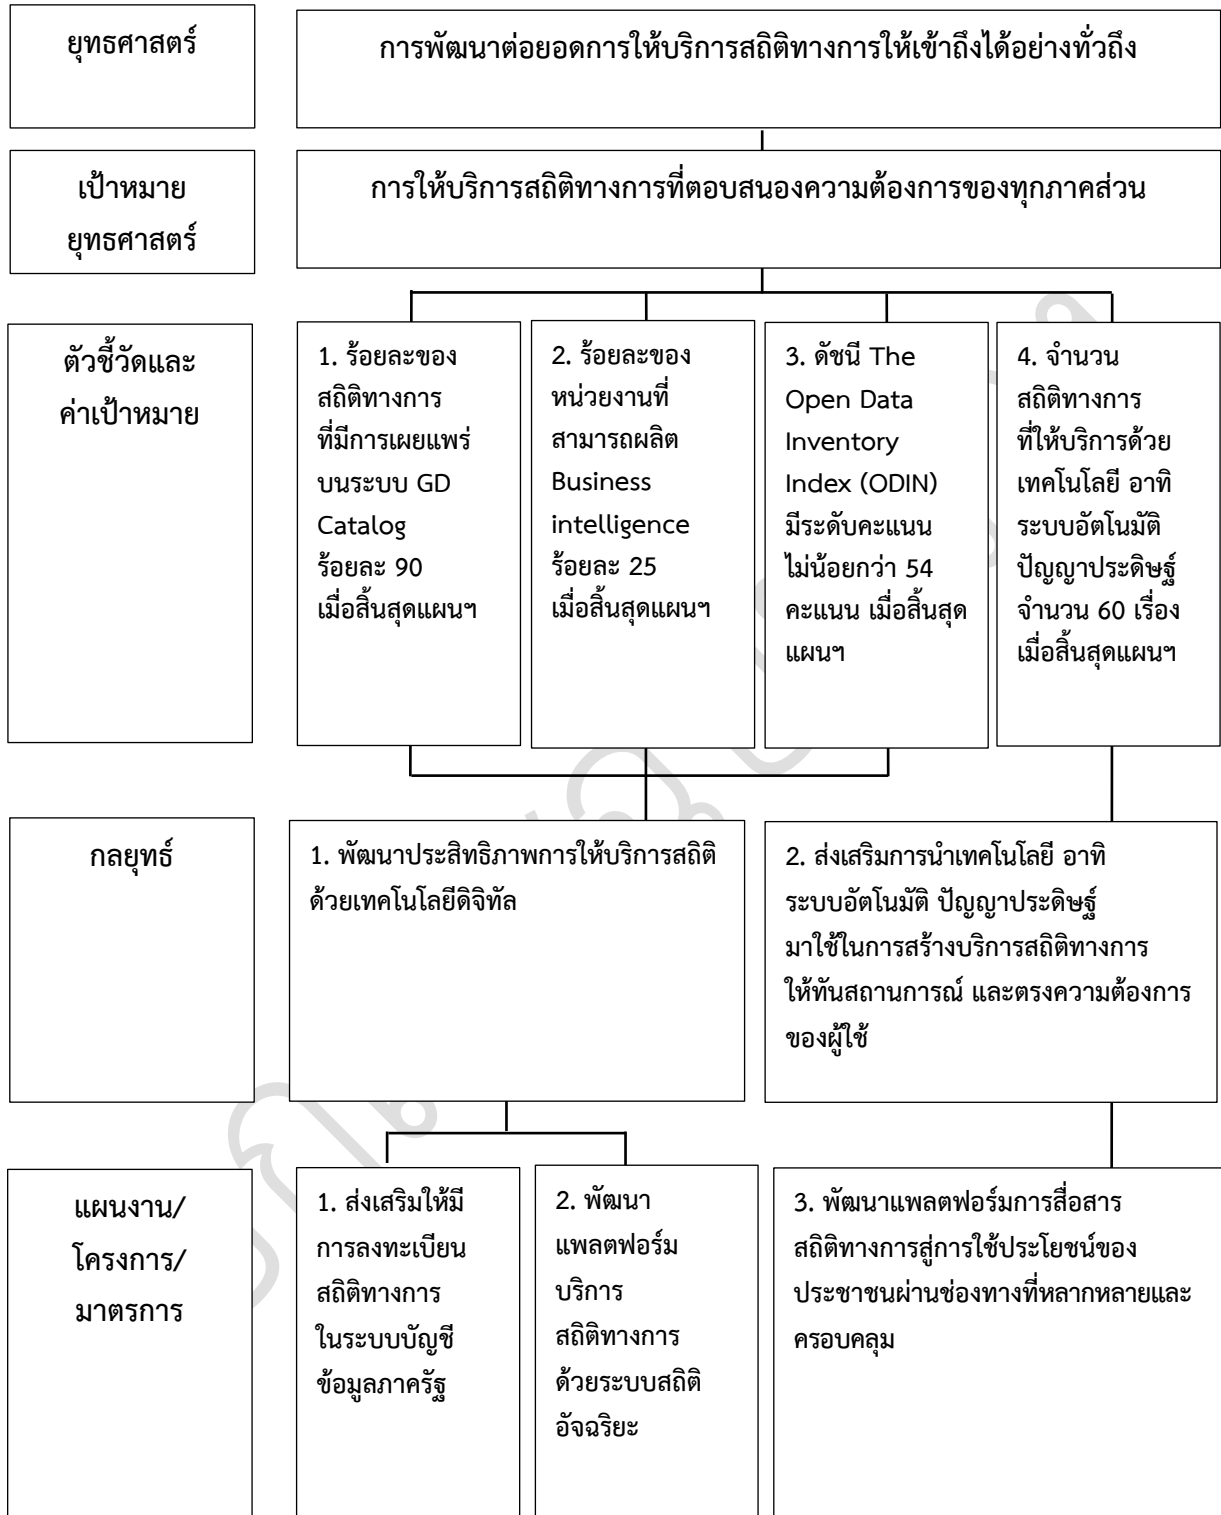 ยุทธศาสตร์
การพัฒนาต่อยอดการให้บริการสถิติทางการให้เข้าถึงได้อย่างทั่วถึง
เป้าหมาย
ยุทธศาสตร์
การให้บริการสถิติทางการที่ตอบสนองความต้องการของทุกภาคส่วน
ตัวชี้วัดและ
ค่าเป้าหมาย
1. ร้อยละของ
สถิติทางการ
ที่มีการเผยแพร่
บนระบบ GD
Catalog
ร้อยละ 90
เมื่อสิ้นสุดแผนฯ
2. ร้อยละของ
หน่วยงานที่
สามารถผลิต
Business
intelligence
ร้อยละ 25
เมื่อสิ้นสุดแผนฯ
3. ดัชนี The
Open Data
Inventory
Index (ODIN)
มีระดับคะแนน
ไม่น้อยกว่า 54
คะแนน เมื่อสิ้นสุด
แผนฯ
4. จำนวน
สถิติทางการ
ที่ให้บริการด้วย
เทคโนโลยี อาทิ
ระบบอัตโนมัติ
ปัญญาประดิษฐ์
จำนวน 60 เรื่อง
เมื่อสิ้นสุดแผนฯ
กลยุทธ์
1. พัฒนาประสิทธิภาพการให้บริการสถิติ
ด้วยเทคโนโลยีดิจิทัล
2. ส่งเสริมการนำเทคโนโลยี อาทิ
ระบบอัตโนมัติ ปัญญาประดิษฐ์
มาใช้ในการสร้างบริการสถิติทางการ
ให้ทันสถานการณ์ และตรงความต้องการ
ของผู้ใช้
แผนงาน/
โครงการ/
มาตรการ
1. ส่งเสริมให้มี
การลงทะเบียน
สถิติทางการ
ในระบบบัญชี
ข้อมูลภาครัฐ
2. พัฒนา
แพลตฟอร์ม
บริการ
สถิติทางการ
ด้วยระบบสถิติ
อัจฉริยะ
3. พัฒนาแพลตฟอร์มการสื่อสาร
สถิติทางการสู่การใช้ประโยชน์ของ
ประชาชนผ่านช่องทางที่หลากหลายและ
ครอบคลุม